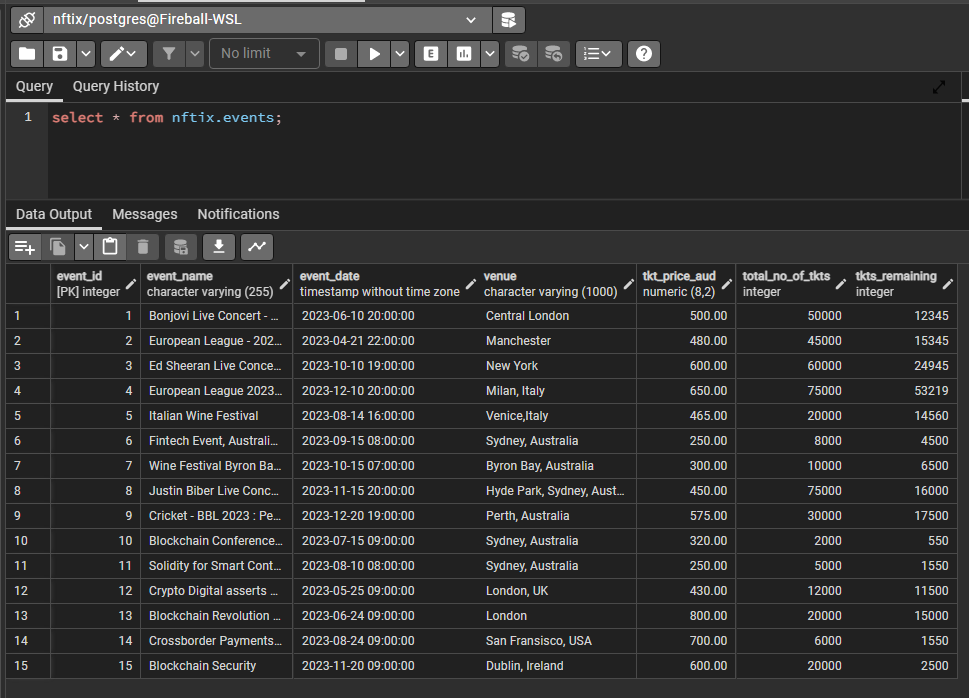 nftix/postgres@Fireball-WSL
No limit
E
Query Query History
1 select * from nftix.events;
Data Output Messages Notifications
event_id event_name event_date venue tkt_price_aud total_no_of_tkts tkts_remaining
[PK] integer character varying (255) timestamp without time zone character varying (1000) numeric (8,2) integer integer
1 1 Bonjovi Live Concert - ... 2023-06-10 20:00:00 Central London 500.00 50000 12345
2 2 European League - 202... 2023-04-21 22:00:00 Manchester 480.00 45000 15345
3 3 Ed Sheeran Live Conce... 2023-10-10 19:00:00 New York 600.00 60000 24945
4 4 European League 2023... 2023-12-10 20:00:00 Milan, Italy 650.00 75000 53219
5 5 Italian Wine Festival 2023-08-14 16:00:00 Venice,Italy 465.00 20000 14560
6 6 Fintech Event, Australi... 2023-09-15 08:00:00 Sydney, Australia 250.00 8000 4500
7 7 Wine Festival Byron Ba... 2023-10-15 07:00:00 Byron Bay, Australia 300.00 10000 6500
8 8 Justin Biber Live Conc... 2023-11-15 20:00:00 Hyde Park, Sydney, Aust... 450.00 75000 16000
9 9 Cricket - BBL 2023 : Pe... 2023-12-20 19:00:00 Perth, Australia 575.00 30000 17500
10 10 Blockchain Conference... 2023-07-15 09:00:00 Sydney, Australia 320.00 2000 550
11 11 Solidity for Smart Cont... 2023-08-10 08:00:00 Sydney, Australia 250.00 5000 1550
12 12 Crypto Digital asserts ... 2023-05-25 09:00:00 London, UK 430.00 12000 11500
13 13 Blockchain Revolution ... 2023-06-24 09:00:00 London 800.00 20000 15000
14 14 Crossborder Payments... 2023-08-24 09:00:00 San Fransisco, USA 700.00 6000 1550
15 15 Blockchain Security 2023-11-20 09:00:00 Dublin, Ireland 600.00 20000 2500